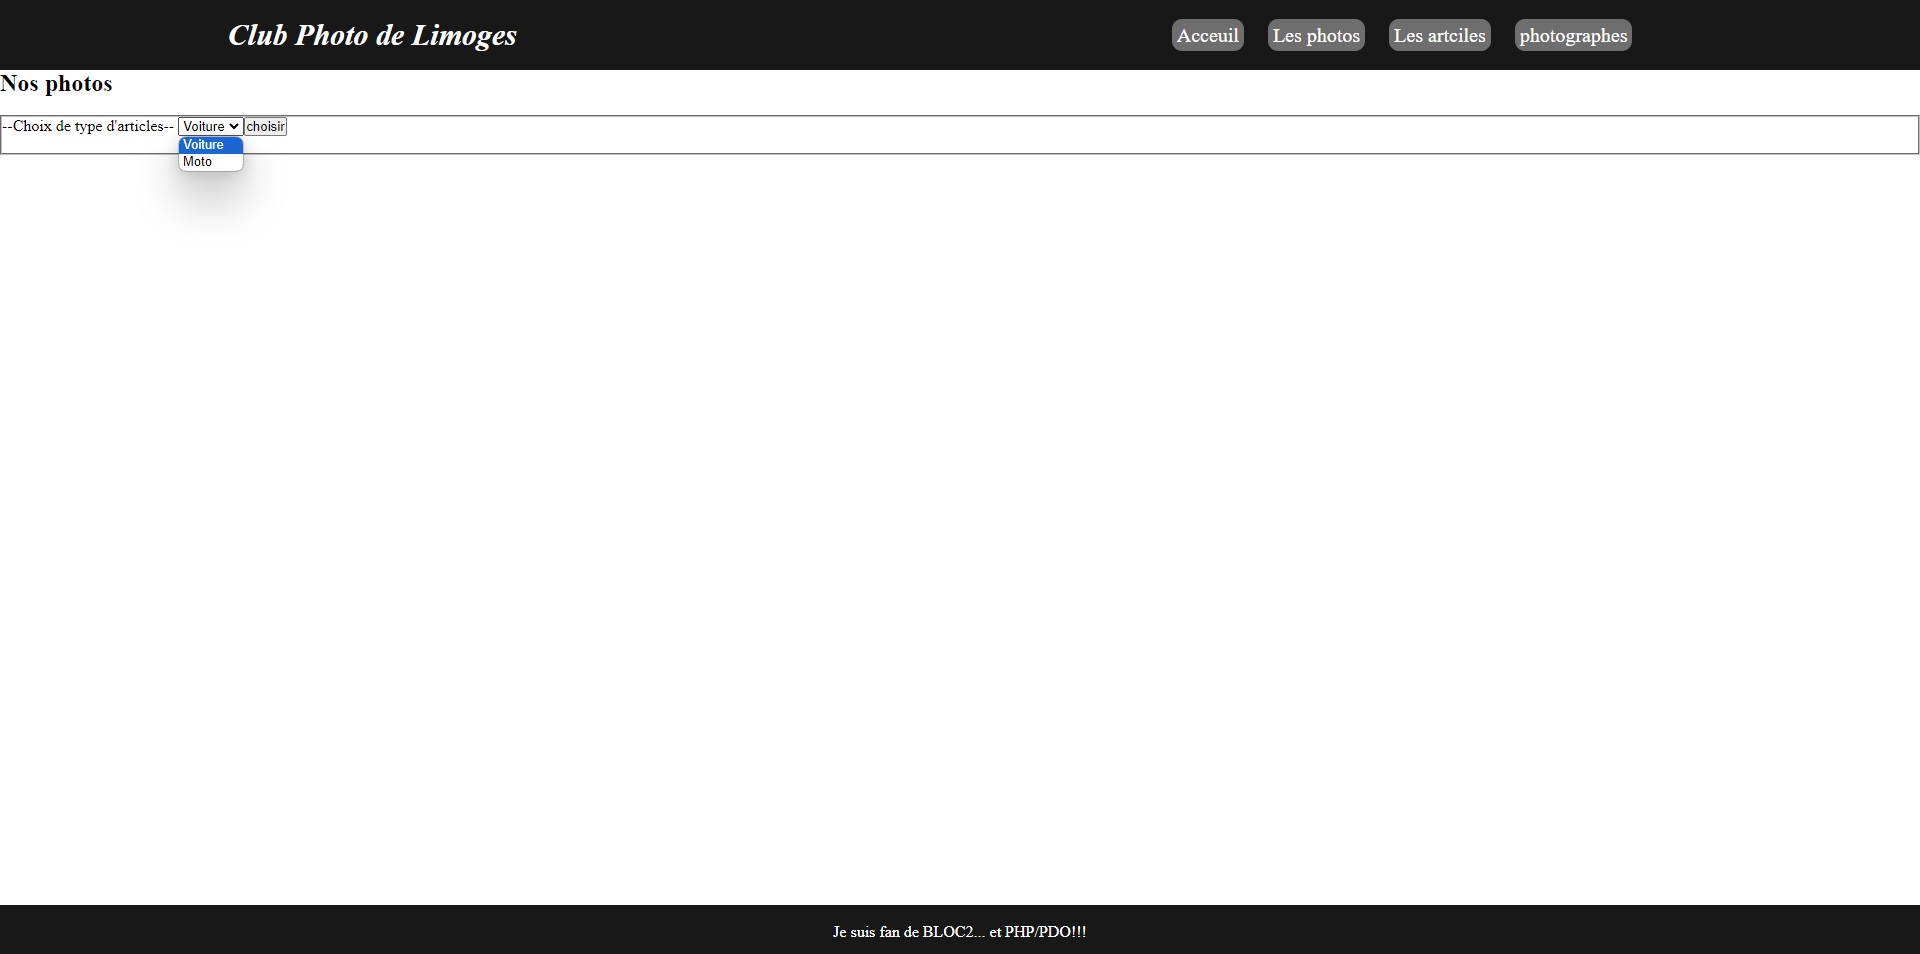 Club Photo de Limoges Acceuil Les photos Les artciles photographes
Nos photos
--Choix de type d'articles-- Voiture choisir
Voiture
Moto
Je suis fan de BLOC2... et PHP/PDO!!!